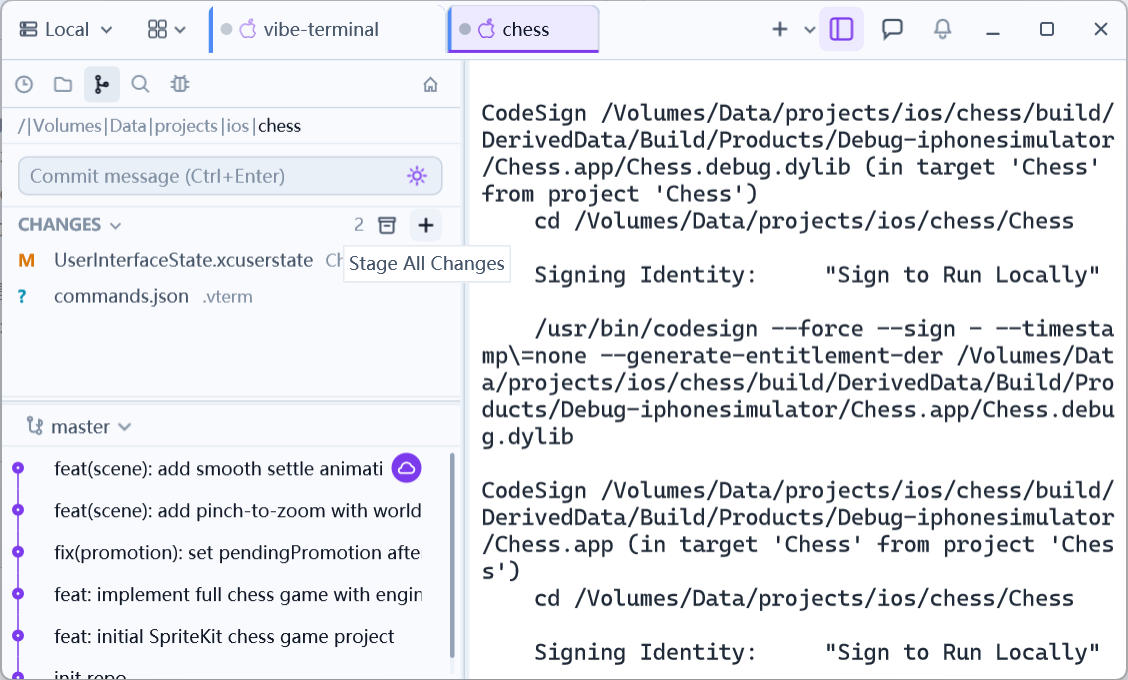 Local
vibe-terminal
chess
/|Volumes|Data|projects|ios|chess
Commit message (Ctrl+Enter)
CHANGES
2
M UserInterfaceState.xcuserstate
Stage All Changes
? commands.json .vterm
master
feat(scene): add smooth settle animati
feat(scene): add pinch-to-zoom with world
fix(promotion): set pendingPromotion afte
feat: implement full chess game with engin
feat: initial SpriteKit chess game project
init repo
CodeSign /Volumes/Data/projects/ios/chess/build/
DerivedData/Build/Products/Debug-iphonesimulator
/Chess.app/Chess.debug.dylib (in target 'Chess'
from project 'Chess')
cd /Volumes/Data/projects/ios/chess/Chess
Signing Identity: "Sign to Run Locally"
/usr/bin/codesign --force --sign - --timesta
mp\=none --generate-entitlement-der /Volumes/Dat
a/projects/ios/chess/build/DerivedData/Build/Pro
ducts/Debug-iphonesimulator/Chess.app/Chess.debu
g.dylib
CodeSign /Volumes/Data/projects/ios/chess/build/
DerivedData/Build/Products/Debug-iphonesimulator
/Chess.app (in target 'Chess' from project 'Ches
s')
cd /Volumes/Data/projects/ios/chess/Chess
Signing Identity: "Sign to Run Locally"